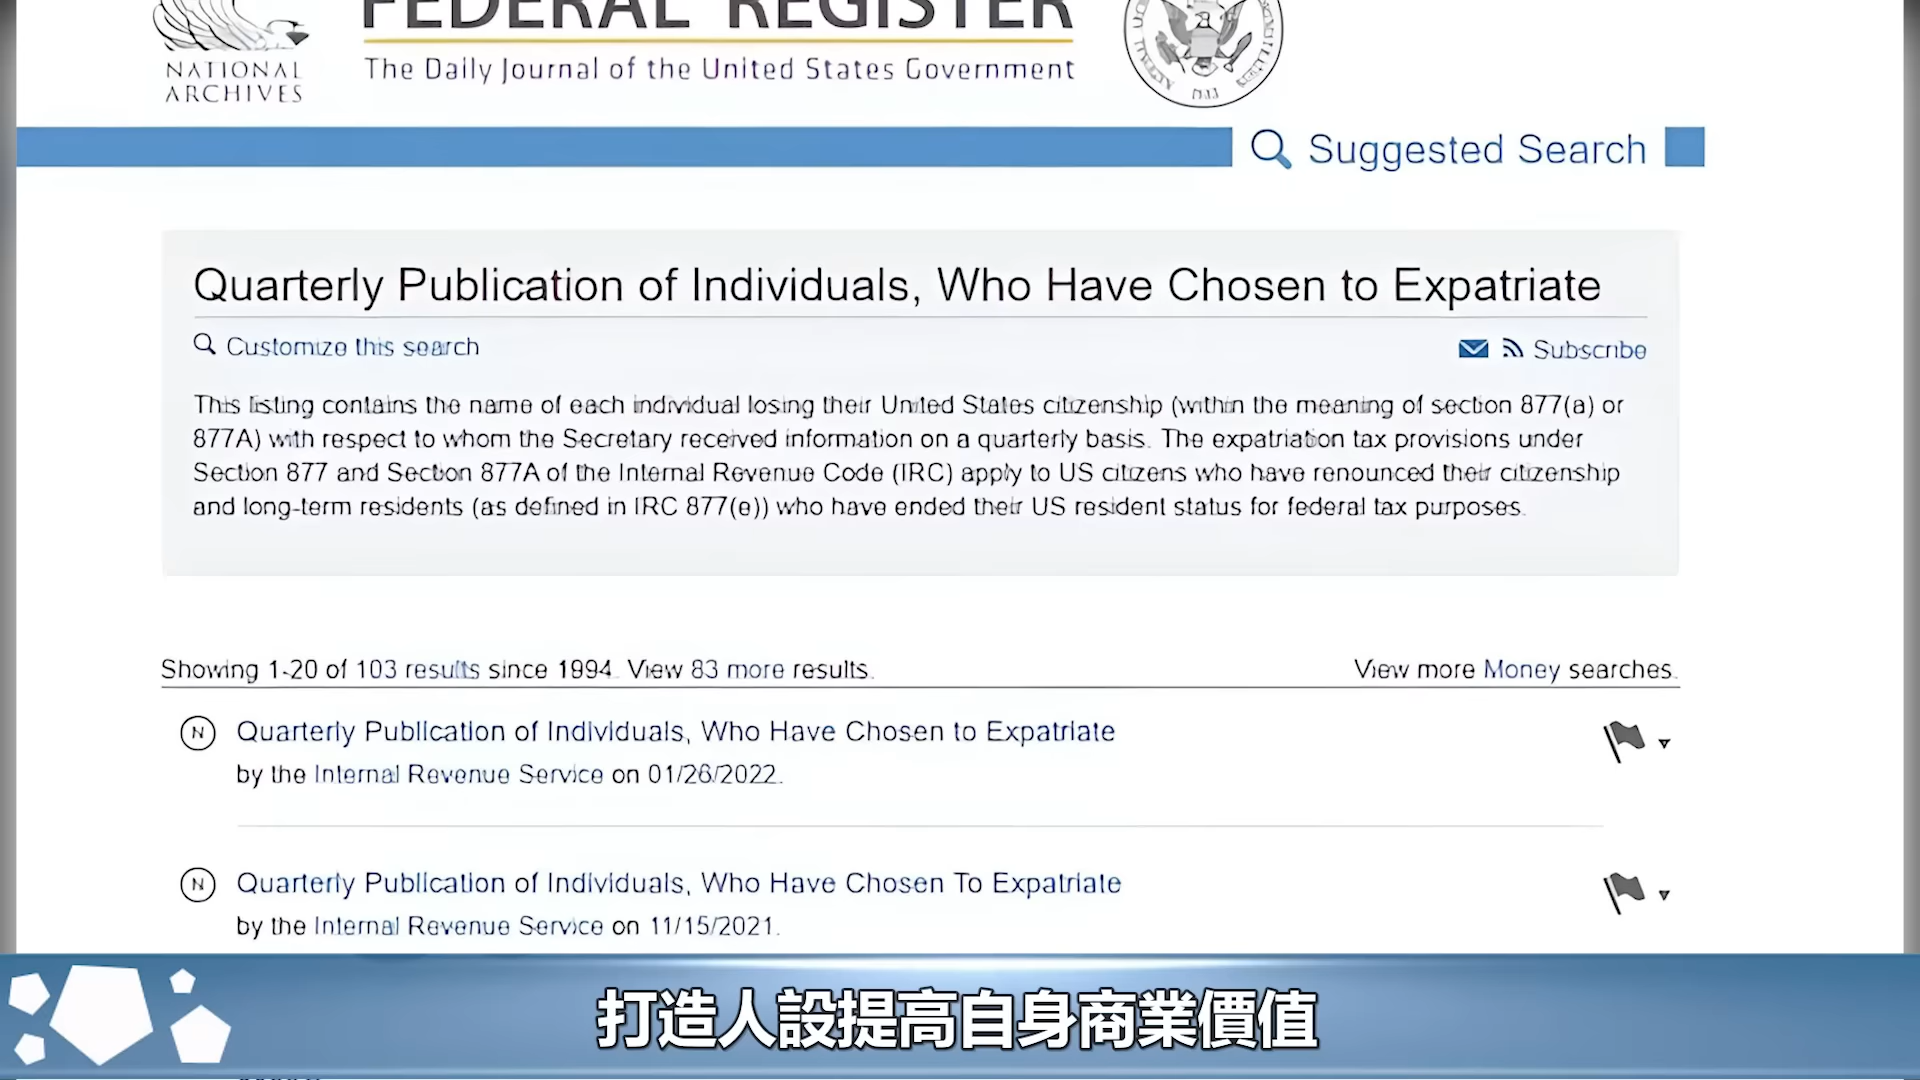 FEDERAL REGISTER
The Daily Journal of the United States Government
NATIONAL
ARCHIVES
Suggested Search
Quarterly Publication of Individuals, Who Have Chosen to Expatriate
Customize this search
Subscribe
This listing contains the name of each individual losing their United States citizenship (within the meaning of section 877(a) or
877A) with respect to whom the Secretary received information on a quarterly basis. The expatriation tax provisions under
Section 877 and Section 877A of the Internal Revenue Code (IRC) apply to US citizens who have renounced their citizenship
and long-term residents (as defined in IRC 877(e)) who have ended their US resident status for federal tax purposes.
Showing 1-20 of 103 results since 1994. View 83 more results.
View more Money searches.
N
Quarterly Publication of Individuals, Who Have Chosen to Expatriate
by the Internal Revenue Service on 01/26/2022.
N
Quarterly Publication of Individuals, Who Have Chosen To Expatriate
by the Internal Revenue Service on 11/15/2021.
打造人設提高自身商業價值